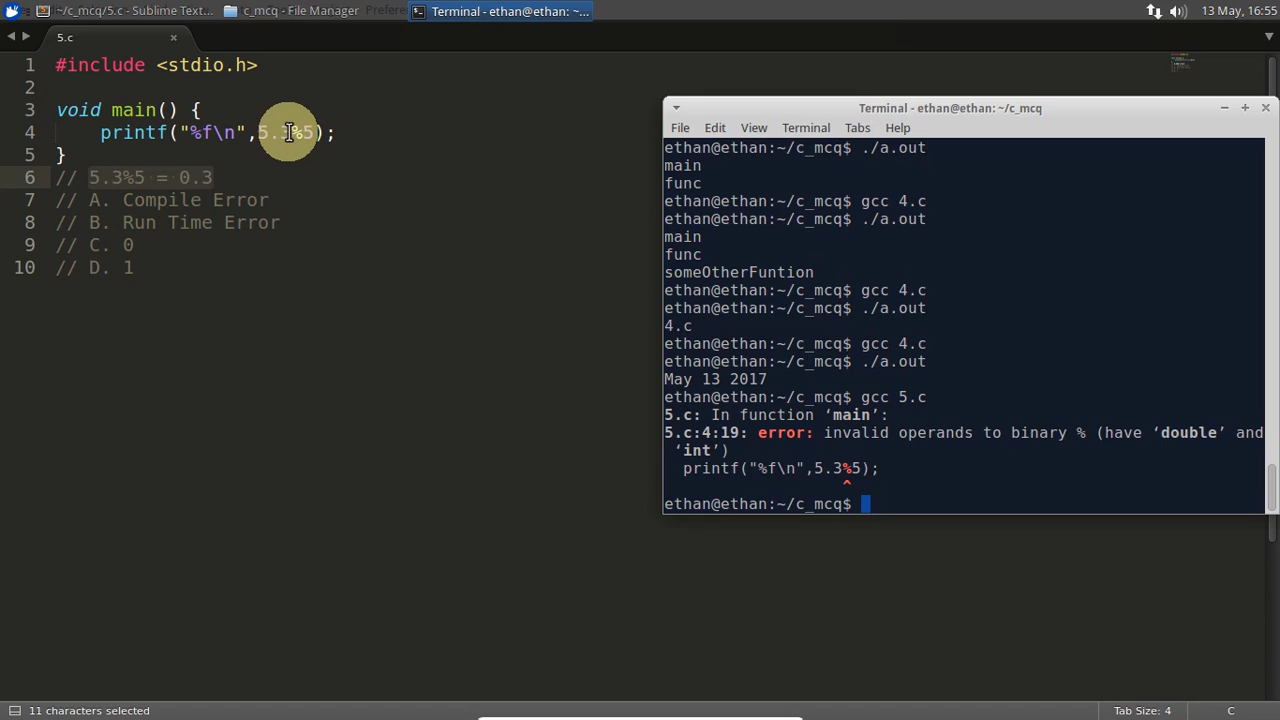 ~/c_mcq/5.c - Sublime Text... c_mcq - File Manager Terminal - ethan@ethan: ~... 13 May, 16:55
5.c
1 #include <stdio.h>
2
3 void main() {
4 printf("%f\n",5.3%5);
5 }
6 // 5.3%5 = 0.3
7 // A. Compile Error
8 // B. Run Time Error
9 // C. 0
10 // D. 1
Terminal - ethan@ethan: ~/c_mcq
File Edit View Terminal Tabs Help
ethan@ethan:~/c_mcq$ ./a.out
main
func
ethan@ethan:~/c_mcq$ gcc 4.c
ethan@ethan:~/c_mcq$ ./a.out
main
func
someOtherFuntion
ethan@ethan:~/c_mcq$ gcc 4.c
ethan@ethan:~/c_mcq$ ./a.out
4.c
ethan@ethan:~/c_mcq$ gcc 4.c
ethan@ethan:~/c_mcq$ ./a.out
May 13 2017
ethan@ethan:~/c_mcq$ gcc 5.c
5.c: In function ‘main’:
5.c:4:19: error: invalid operands to binary % (have ‘double’ and
‘int’)
printf("%f\n",5.3%5);
^
ethan@ethan:~/c_mcq$
11 characters selected Tab Size: 4 C